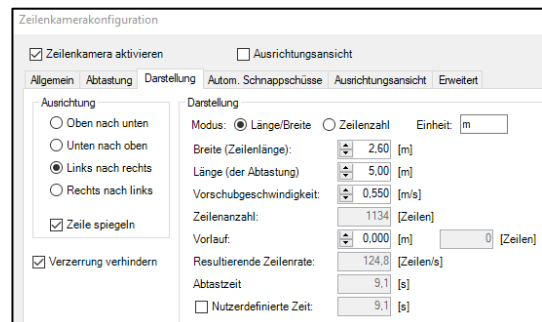 Zeilenkamerakonfiguration
Zeilenkamera aktivieren Ausrichtungsansicht
Allgemein Abtastung Darstellung Autom. Schnappschüsse Ausrichtungsansicht Erweitert
Ausrichtung
Oben nach unten
Unten nach oben
Links nach rechts
Rechts nach links
Zeile spiegeln
Verzerrung verhindern
Darstellung
Modus: Länge/Breite Zeilenzahl Einheit: m
Breite (Zeilenlänge): 2,60 [m]
Länge (der Abtastung) 5,00 [m]
Vorschubgeschwindigkeit: 0,550 [m/s]
Zeilenanzahl: 1134 [Zeilen]
Vorlauf: 0,000 [m] 0 [Zeilen]
Resultierende Zeilenrate: 124,8 [Zeilen/s]
Abtastzeit 9,1 [s]
Nutzerdefinierte Zeit: 9,1 [s]